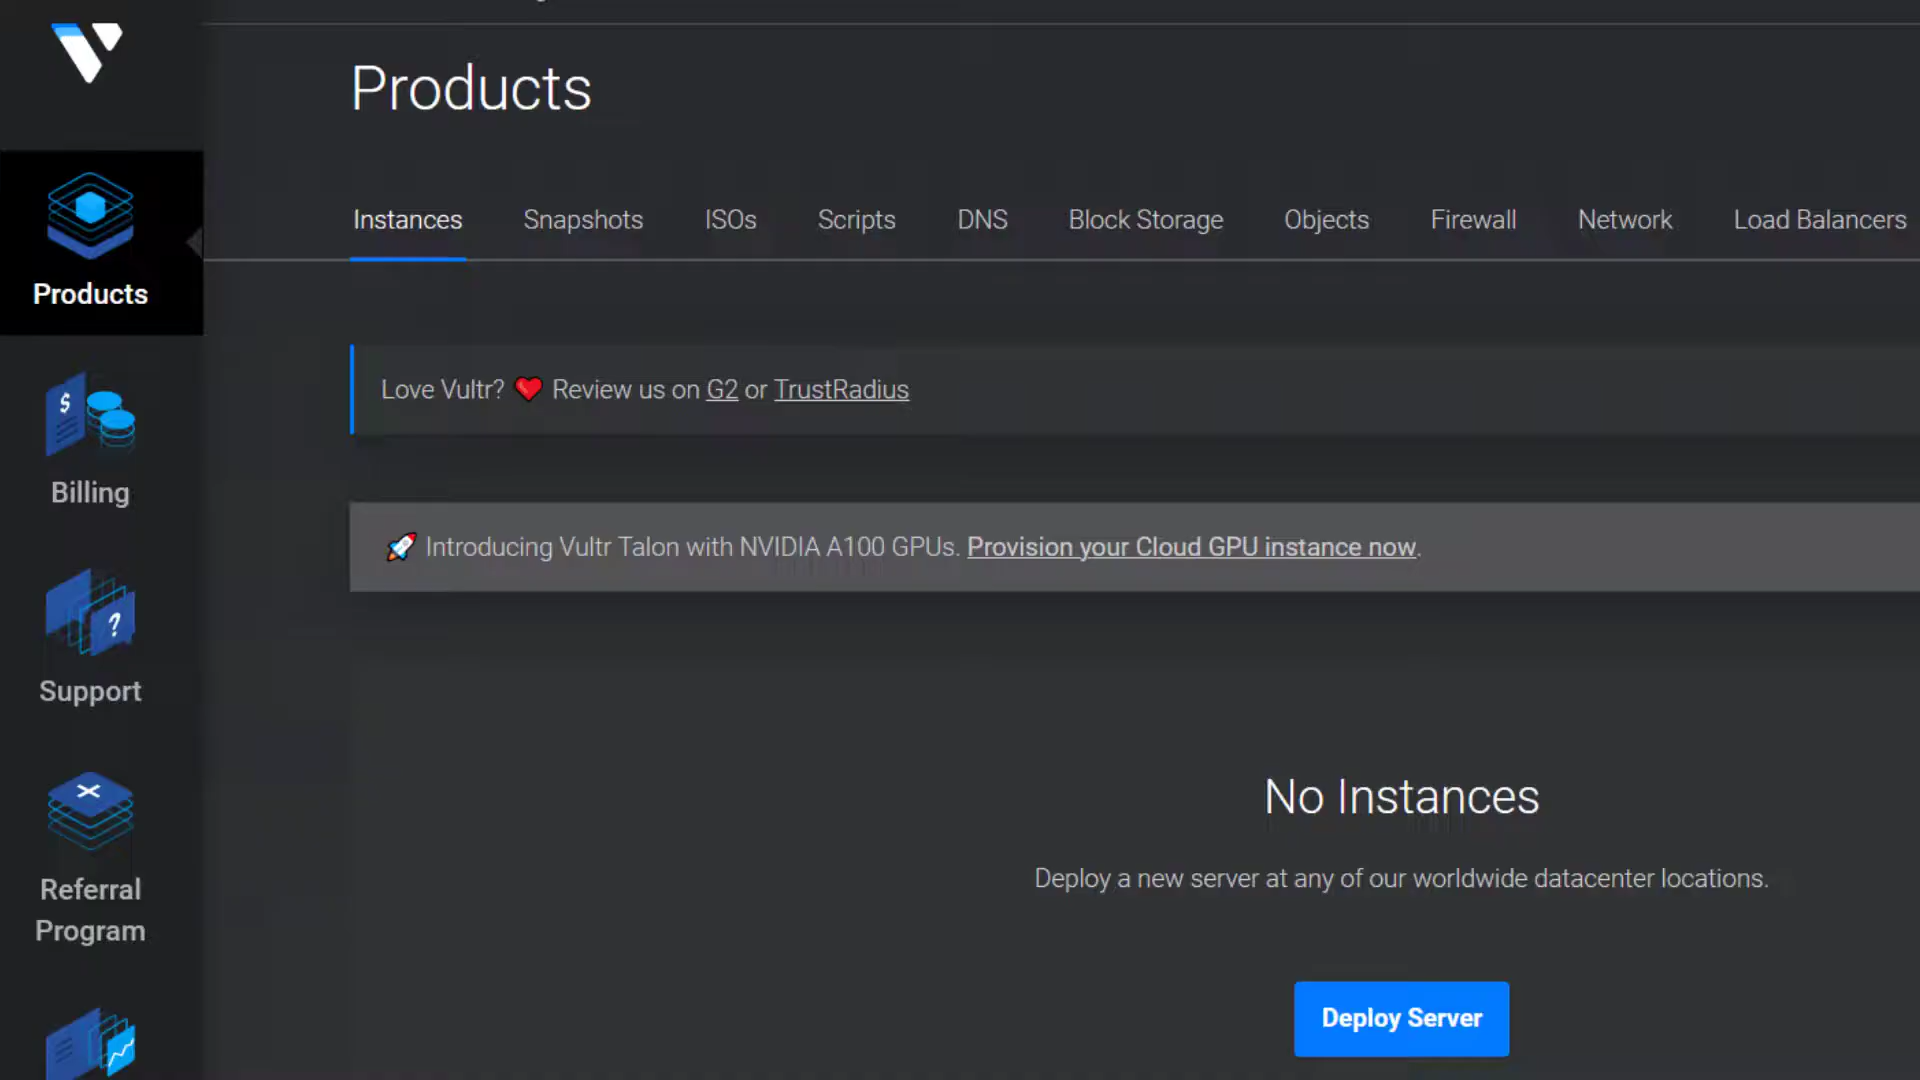 Products
Instances Snapshots ISOs Scripts DNS Block Storage Objects Firewall Network Load Balancers
Products
Love Vultr? ❤️ Review us on G2 or TrustRadius
$
Billing
🚀 Introducing Vultr Talon with NVIDIA A100 GPUs. Provision your Cloud GPU instance now.
?
Support
No Instances
Deploy a new server at any of our worldwide datacenter locations.
Referral
Program
Deploy Server